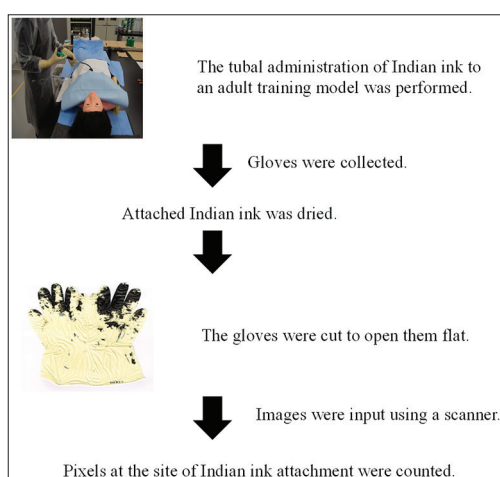 The tubal administration of Indian ink to
an adult training model was performed.
Gloves were collected.
Attached Indian ink was dried.
The gloves were cut to open them flat.
Images were input using a scanner.
Pixels at the site of Indian ink attachment were counted.